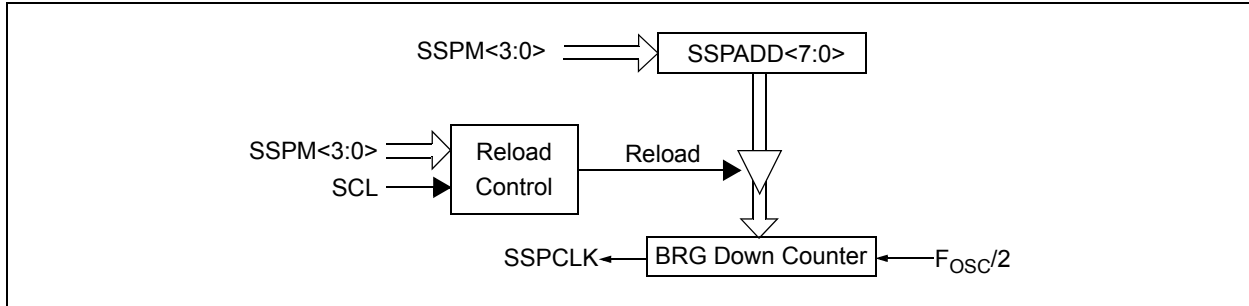 SSPM<3:0>
SSPADD<7:0>
SSPM<3:0>
SCL
Reload
Control
Reload
SSPCLK
BRG Down Counter
FOSC/2